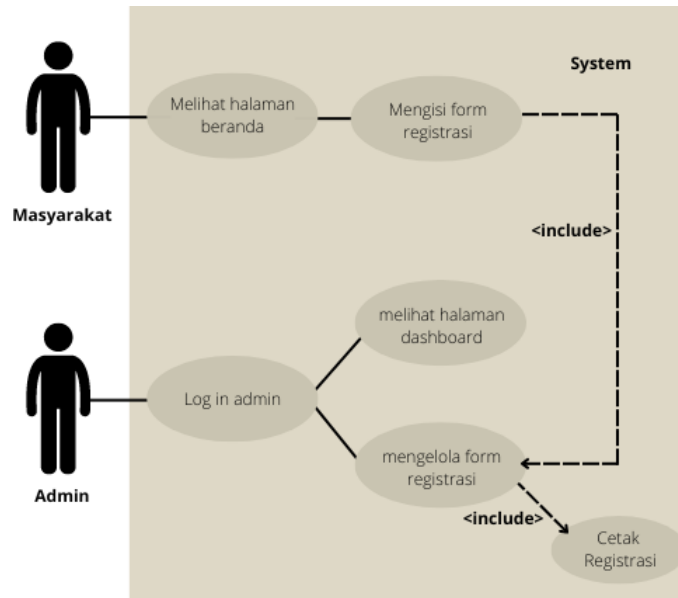 System
Melihat halaman
beranda
Mengisi form
registrasi
Masyarakat
<include>
melihat halaman
dashboard
Log in admin
mengelola form
registrasi
Admin
<include>
Cetak
Registrasi